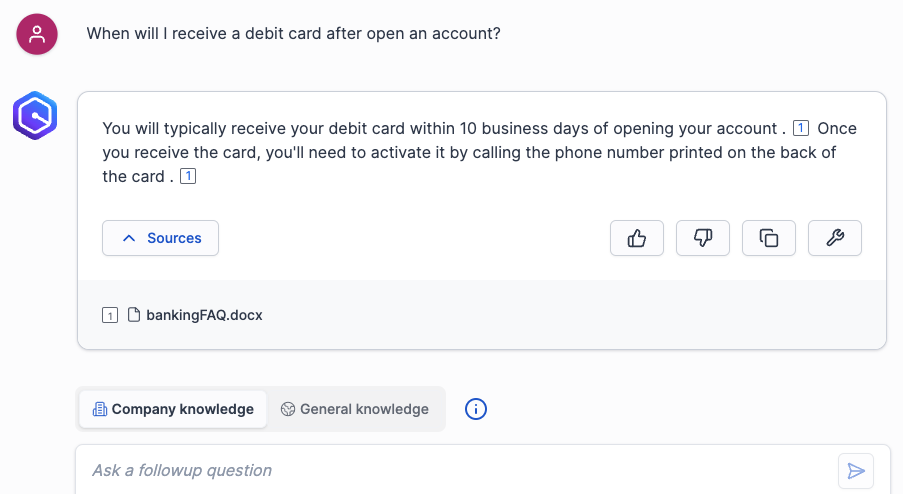 When will I receive a debit card after open an account?
You will typically receive your debit card within 10 business days of opening your account . 1 Once
you receive the card, you'll need to activate it by calling the phone number printed on the back of
the card . 1
Sources
1 bankingFAQ.docx
Company knowledge General knowledge
Ask a followup question